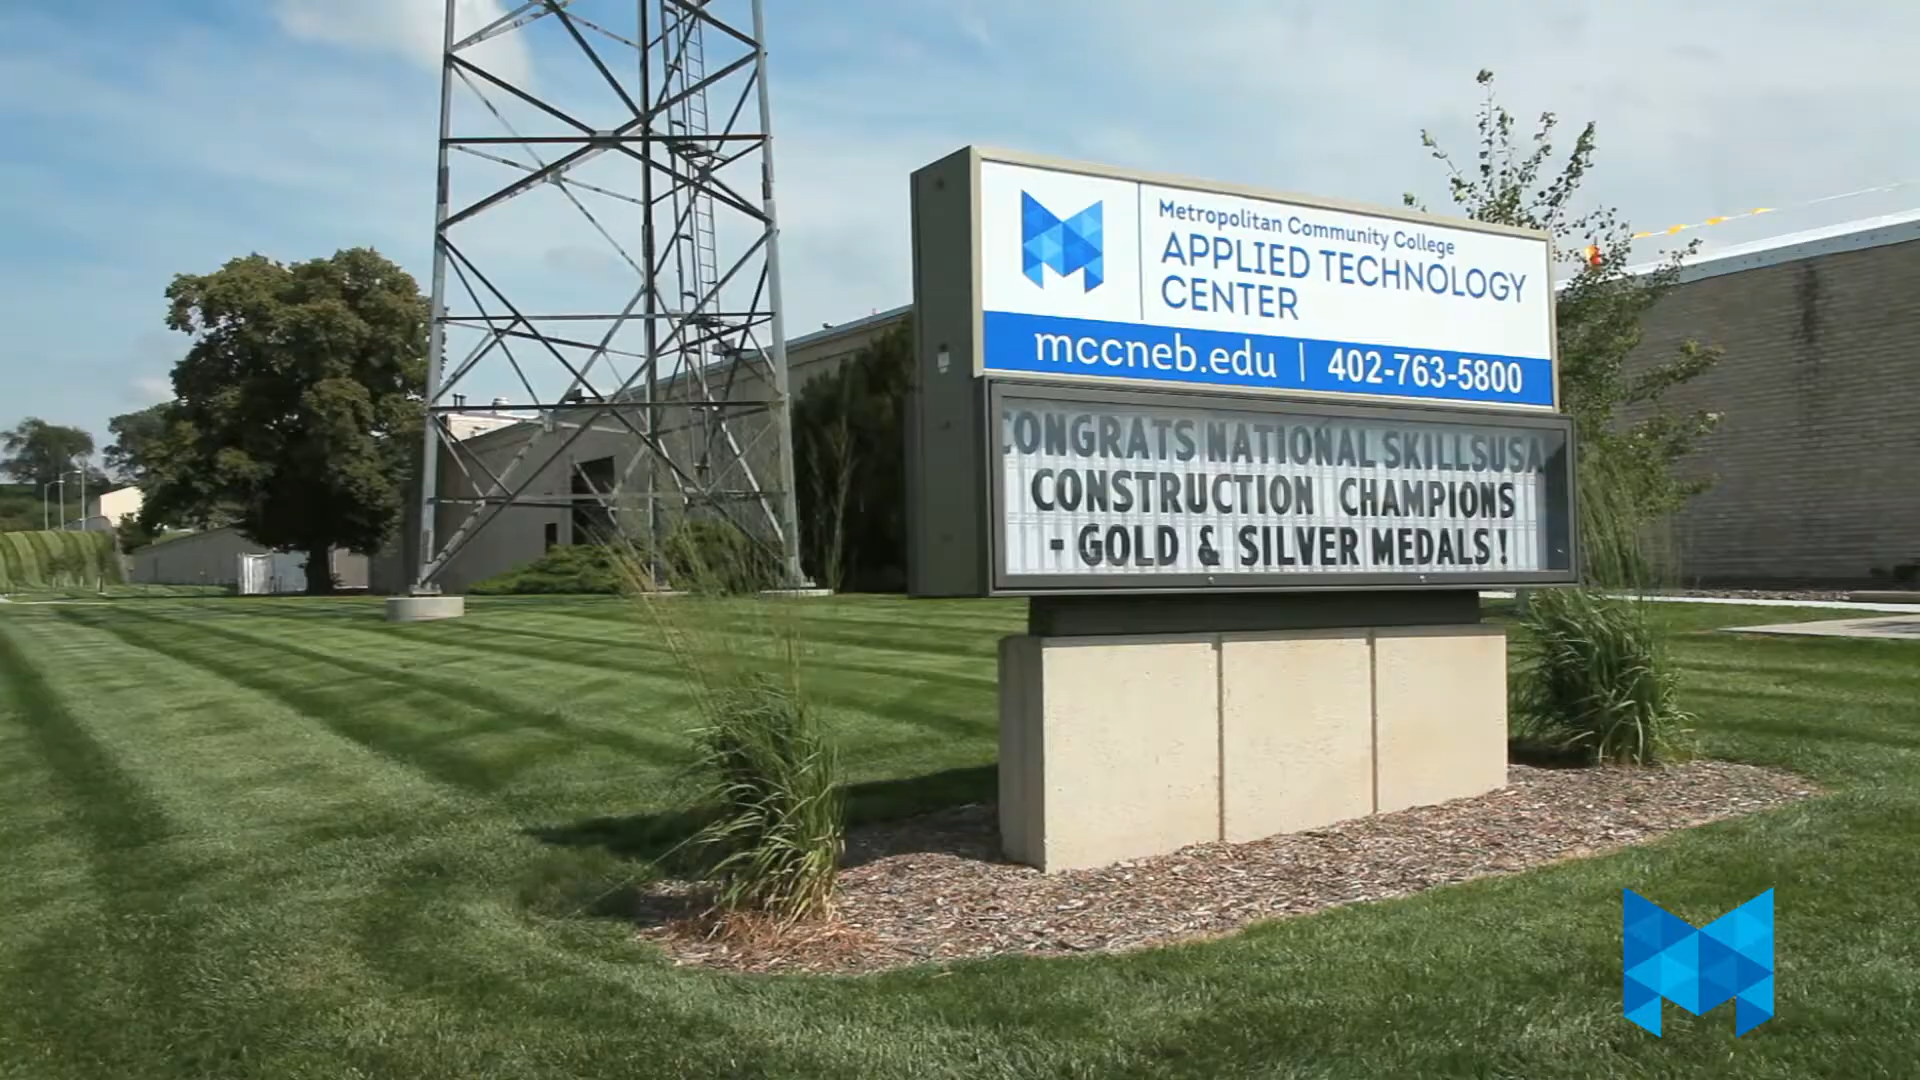 Metropolitan Community College
APPLIED TECHNOLOGY
CENTER
mccneb.edu | 402-763-5800
CONGRATS NATIONAL SKILLSUSA
CONSTRUCTION CHAMPIONS
- GOLD & SILVER MEDALS!